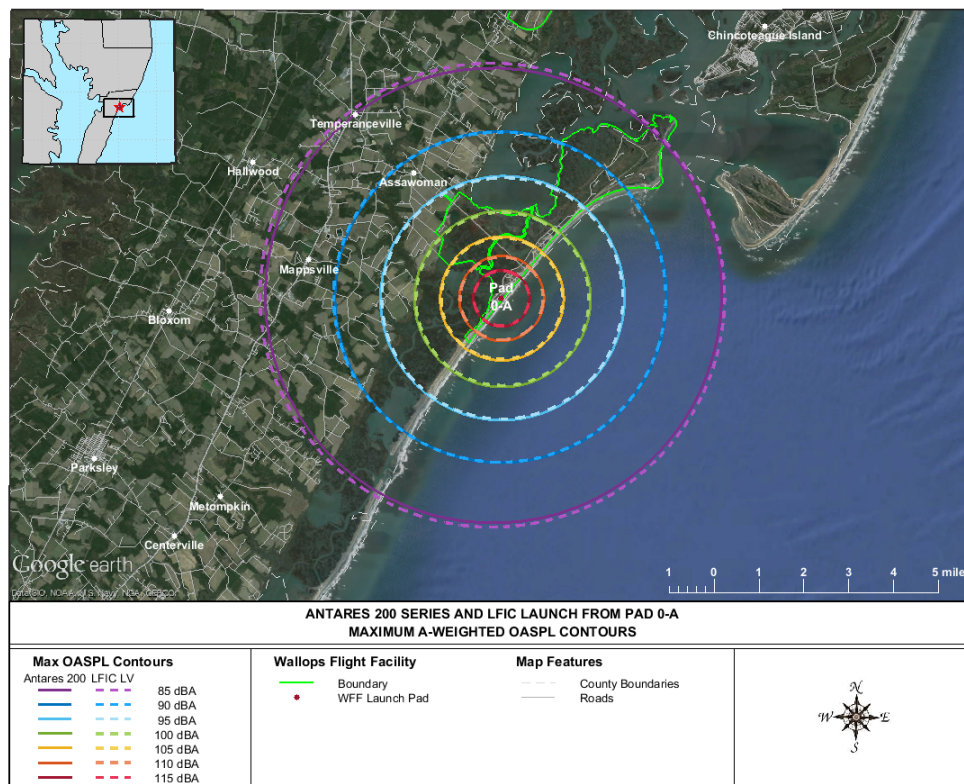 Chincoteague Island
Temperanceville
Hallwood
Assawoman
Mappsville
Pad
0-A
Bloxom
Parksley
Metompkin
Centerville
Google earth
1 0 1 2 3 4 5 mile
ANTARES 200 SERIES AND LFIC LAUNCH FROM PAD 0-A
MAXIMUM A-WEIGHTED OASPL CONTOURS
Max OASPL Contours
Antares 200 LFIC LV
85 dBA
90 dBA
95 dBA
100 dBA
105 dBA
110 dBA
115 dBA
Wallops Flight Facility
Boundary
WFF Launch Pad
Map Features
County Boundaries
Roads
N
W E
S